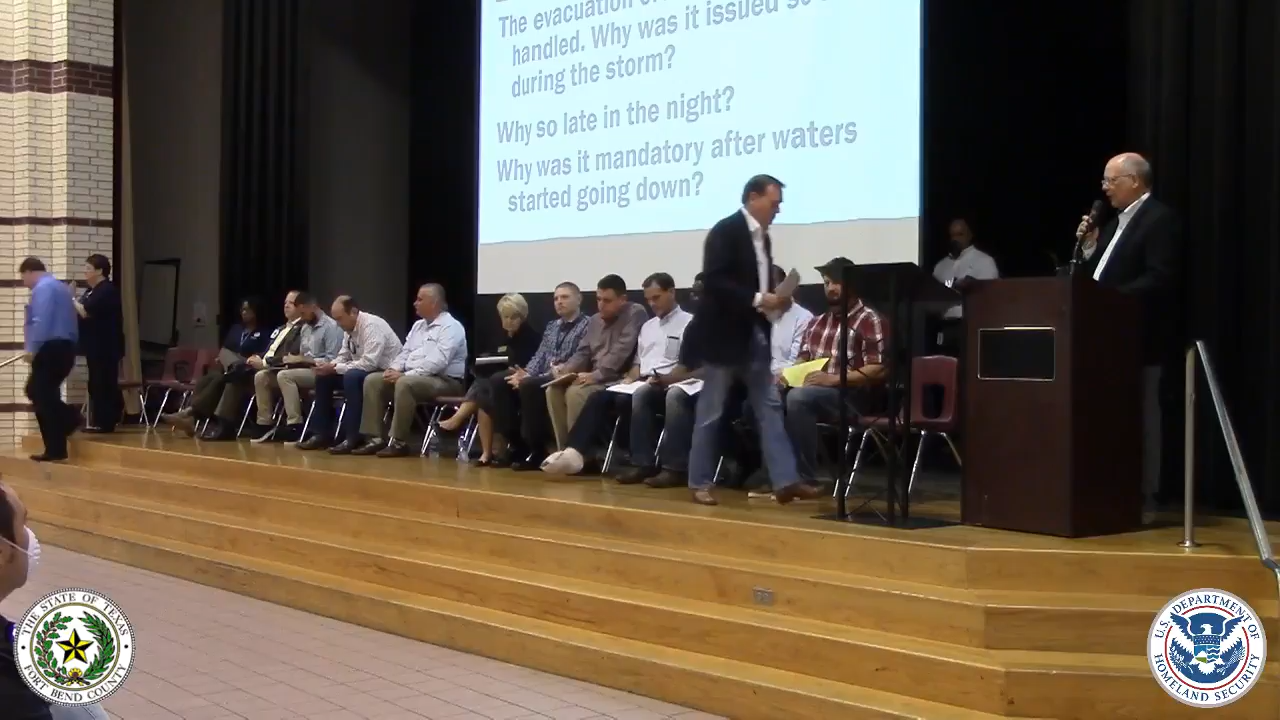 The evacuation
handled. Why was it issued so
during the storm?
Why so late in the night?
Why was it mandatory after waters
started going down?
THE STATE OF TEXAS
FORT BEND COUNTY
U.S. DEPARTMENT OF
HOMELAND SECURITY